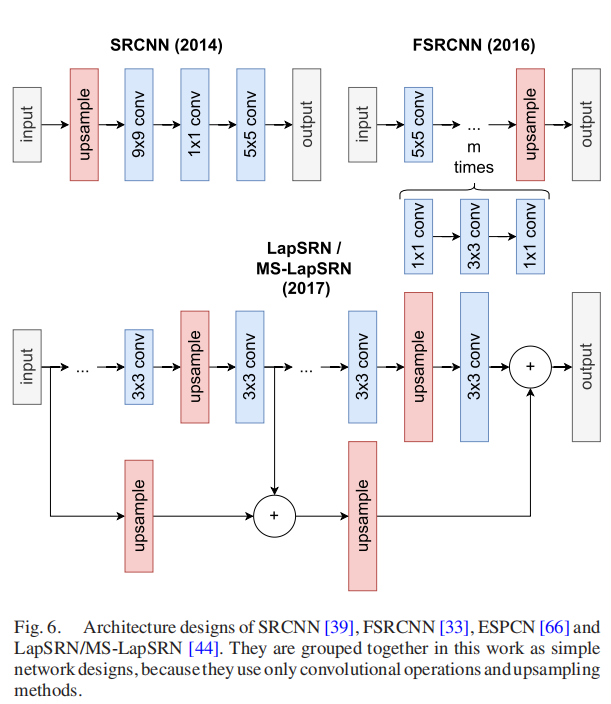 SRCNN (2014)
input
upsample
9x9 conv
1x1 conv
5x5 conv
output
FSRCNN (2016)
input
5x5 conv
...
m
times
upsample
output
1x1 conv
3x3 conv
1x1 conv
LapSRN /
MS-LapSRN
(2017)
input
...
3x3 conv
upsample
3x3 conv
...
3x3 conv
upsample
3x3 conv
+
output
upsample
+
upsample
Fig. 6. Architecture designs of SRCNN [39], FSRCNN [33], ESPCN [66] and
LapSRN/MS-LapSRN [44]. They are grouped together in this work as simple
network designs, because they use only convolutional operations and upsampling
methods.